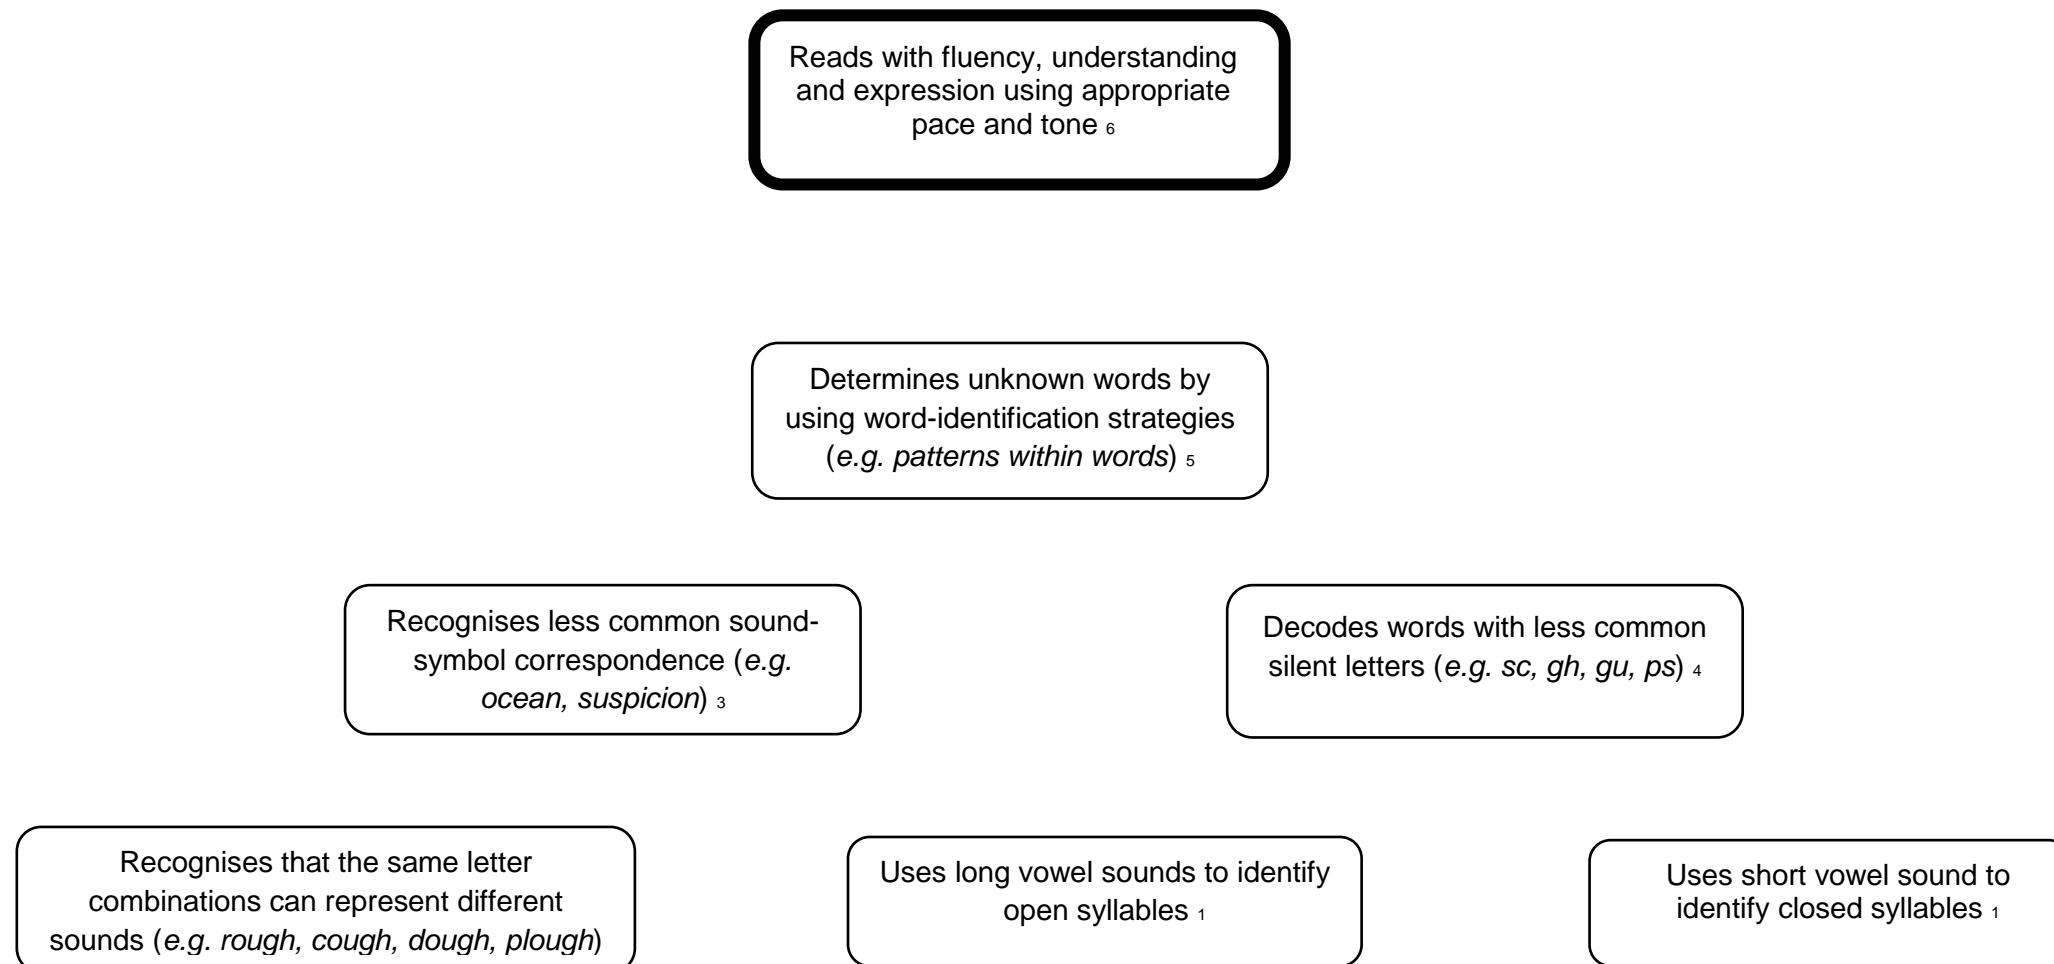 Reads with fluency, understanding
and expression using appropriate
pace and tone 6
Determines unknown words by
using word-identification strategies
(e.g. patterns within words) 5
Recognises less common sound-
symbol correspondence (e.g.
ocean, suspicion) 3
Decodes words with less common
silent letters (e.g. sc, gh, gu, ps) 4
Recognises that the same letter
combinations can represent different
sounds (e.g. rough, cough, dough, plough)
Uses long vowel sounds to identify
open syllables 1
Uses short vowel sound to
identify closed syllables 1